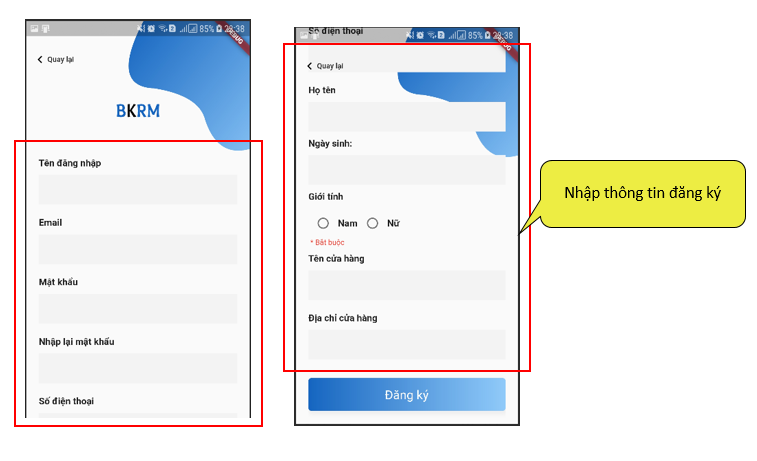 85% 23:38
DEBUG
Quay lại
BKRM
Tên đăng nhập
Email
Mật khẩu
Nhập lại mật khẩu
Số điện thoại
Số điện thoại
85% 23:38
DEBUG
Quay lại
Họ tên
Ngày sinh:
Giới tính
Nam
Nữ
* Bắt buộc
Tên cửa hàng
Địa chỉ cửa hàng
Đăng ký
Nhập thông tin đăng ký